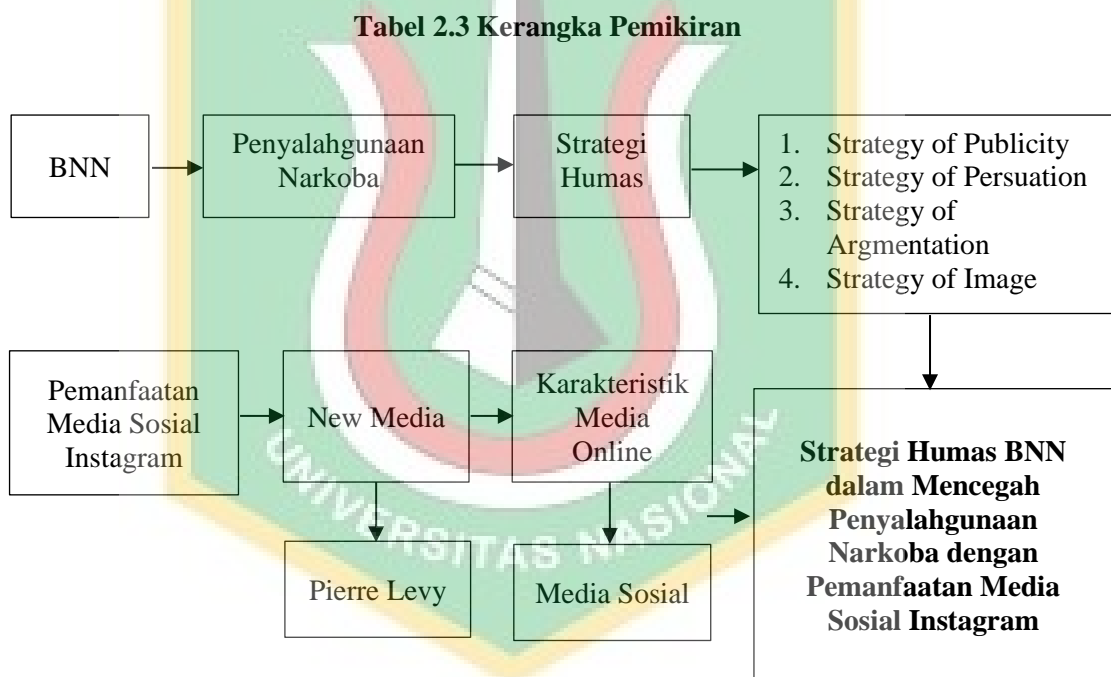 Tabel 2.3 Kerangka Pemikiran
BNN
Penyalahgunaan
Narkoba
Strategi
Humas
1. Strategy of Publicity
2. Strategy of Persuation
3. Strategy of
Argmentation
4. Strategy of Image
Pemanfaatan
Media Sosial
Instagram
New Media
Karakteristik
Media
Online
Pierre Levy
Media Sosial
Strategi Humas BNN
dalam Mencegah
Penyalahgunaan
Narkoba dengan
Pemanfaatan Media
Sosial Instagram
UNIVERSITAS NASIONAL